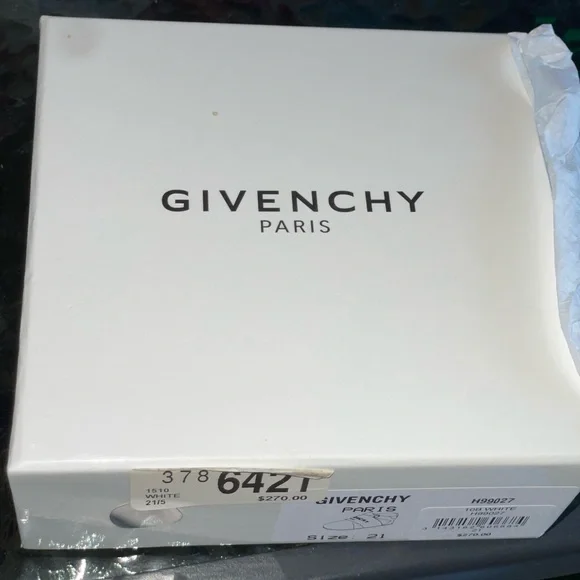 GIVENCHY
PARIS
378 6421
1510
WHITE
21/5
$270.00
GIVENCHY
PARIS
Size 21
H99027
10B WHITE
H99027
$270.00